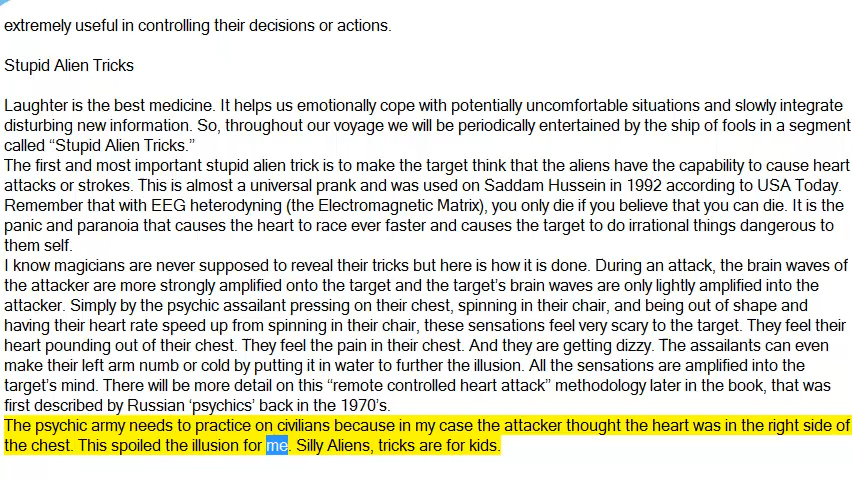 extremely useful in controlling their decisions or actions.
Stupid Alien Tricks
Laughter is the best medicine. It helps us emotionally cope with potentially uncomfortable situations and slowly integrate
disturbing new information. So, throughout our voyage we will be periodically entertained by the ship of fools in a segment
called “Stupid Alien Tricks.”
The first and most important stupid alien trick is to make the target think that the aliens have the capability to cause heart
attacks or strokes. This is almost a universal prank and was used on Saddam Hussein in 1992 according to USA Today.
Remember that with EEG heterodyning (the Electromagnetic Matrix), you only die if you believe that you can die. It is the
panic and paranoia that causes the heart to race ever faster and causes the target to do irrational things dangerous to
them self.
I know magicians are never supposed to reveal their tricks but here is how it is done. During an attack, the brain waves of
the attacker are more strongly amplified onto the target and the target’s brain waves are only lightly amplified into the
attacker. Simply by the psychic assailant pressing on their chest, spinning in their chair, and being out of shape and
having their heart rate speed up from spinning in their chair, these sensations feel very scary to the target. They feel their
heart pounding out of their chest. They feel the pain in their chest. And they are getting dizzy. The assailants can even
make their left arm numb or cold by putting it in water to further the illusion. All the sensations are amplified into the
target’s mind. There will be more detail on this “remote controlled heart attack” methodology later in the book, that was
first described by Russian ‘psychics’ back in the 1970’s.
The psychic army needs to practice on civilians because in my case the attacker thought the heart was in the right side of
the chest. This spoiled the illusion for me. Silly Aliens, tricks are for kids.